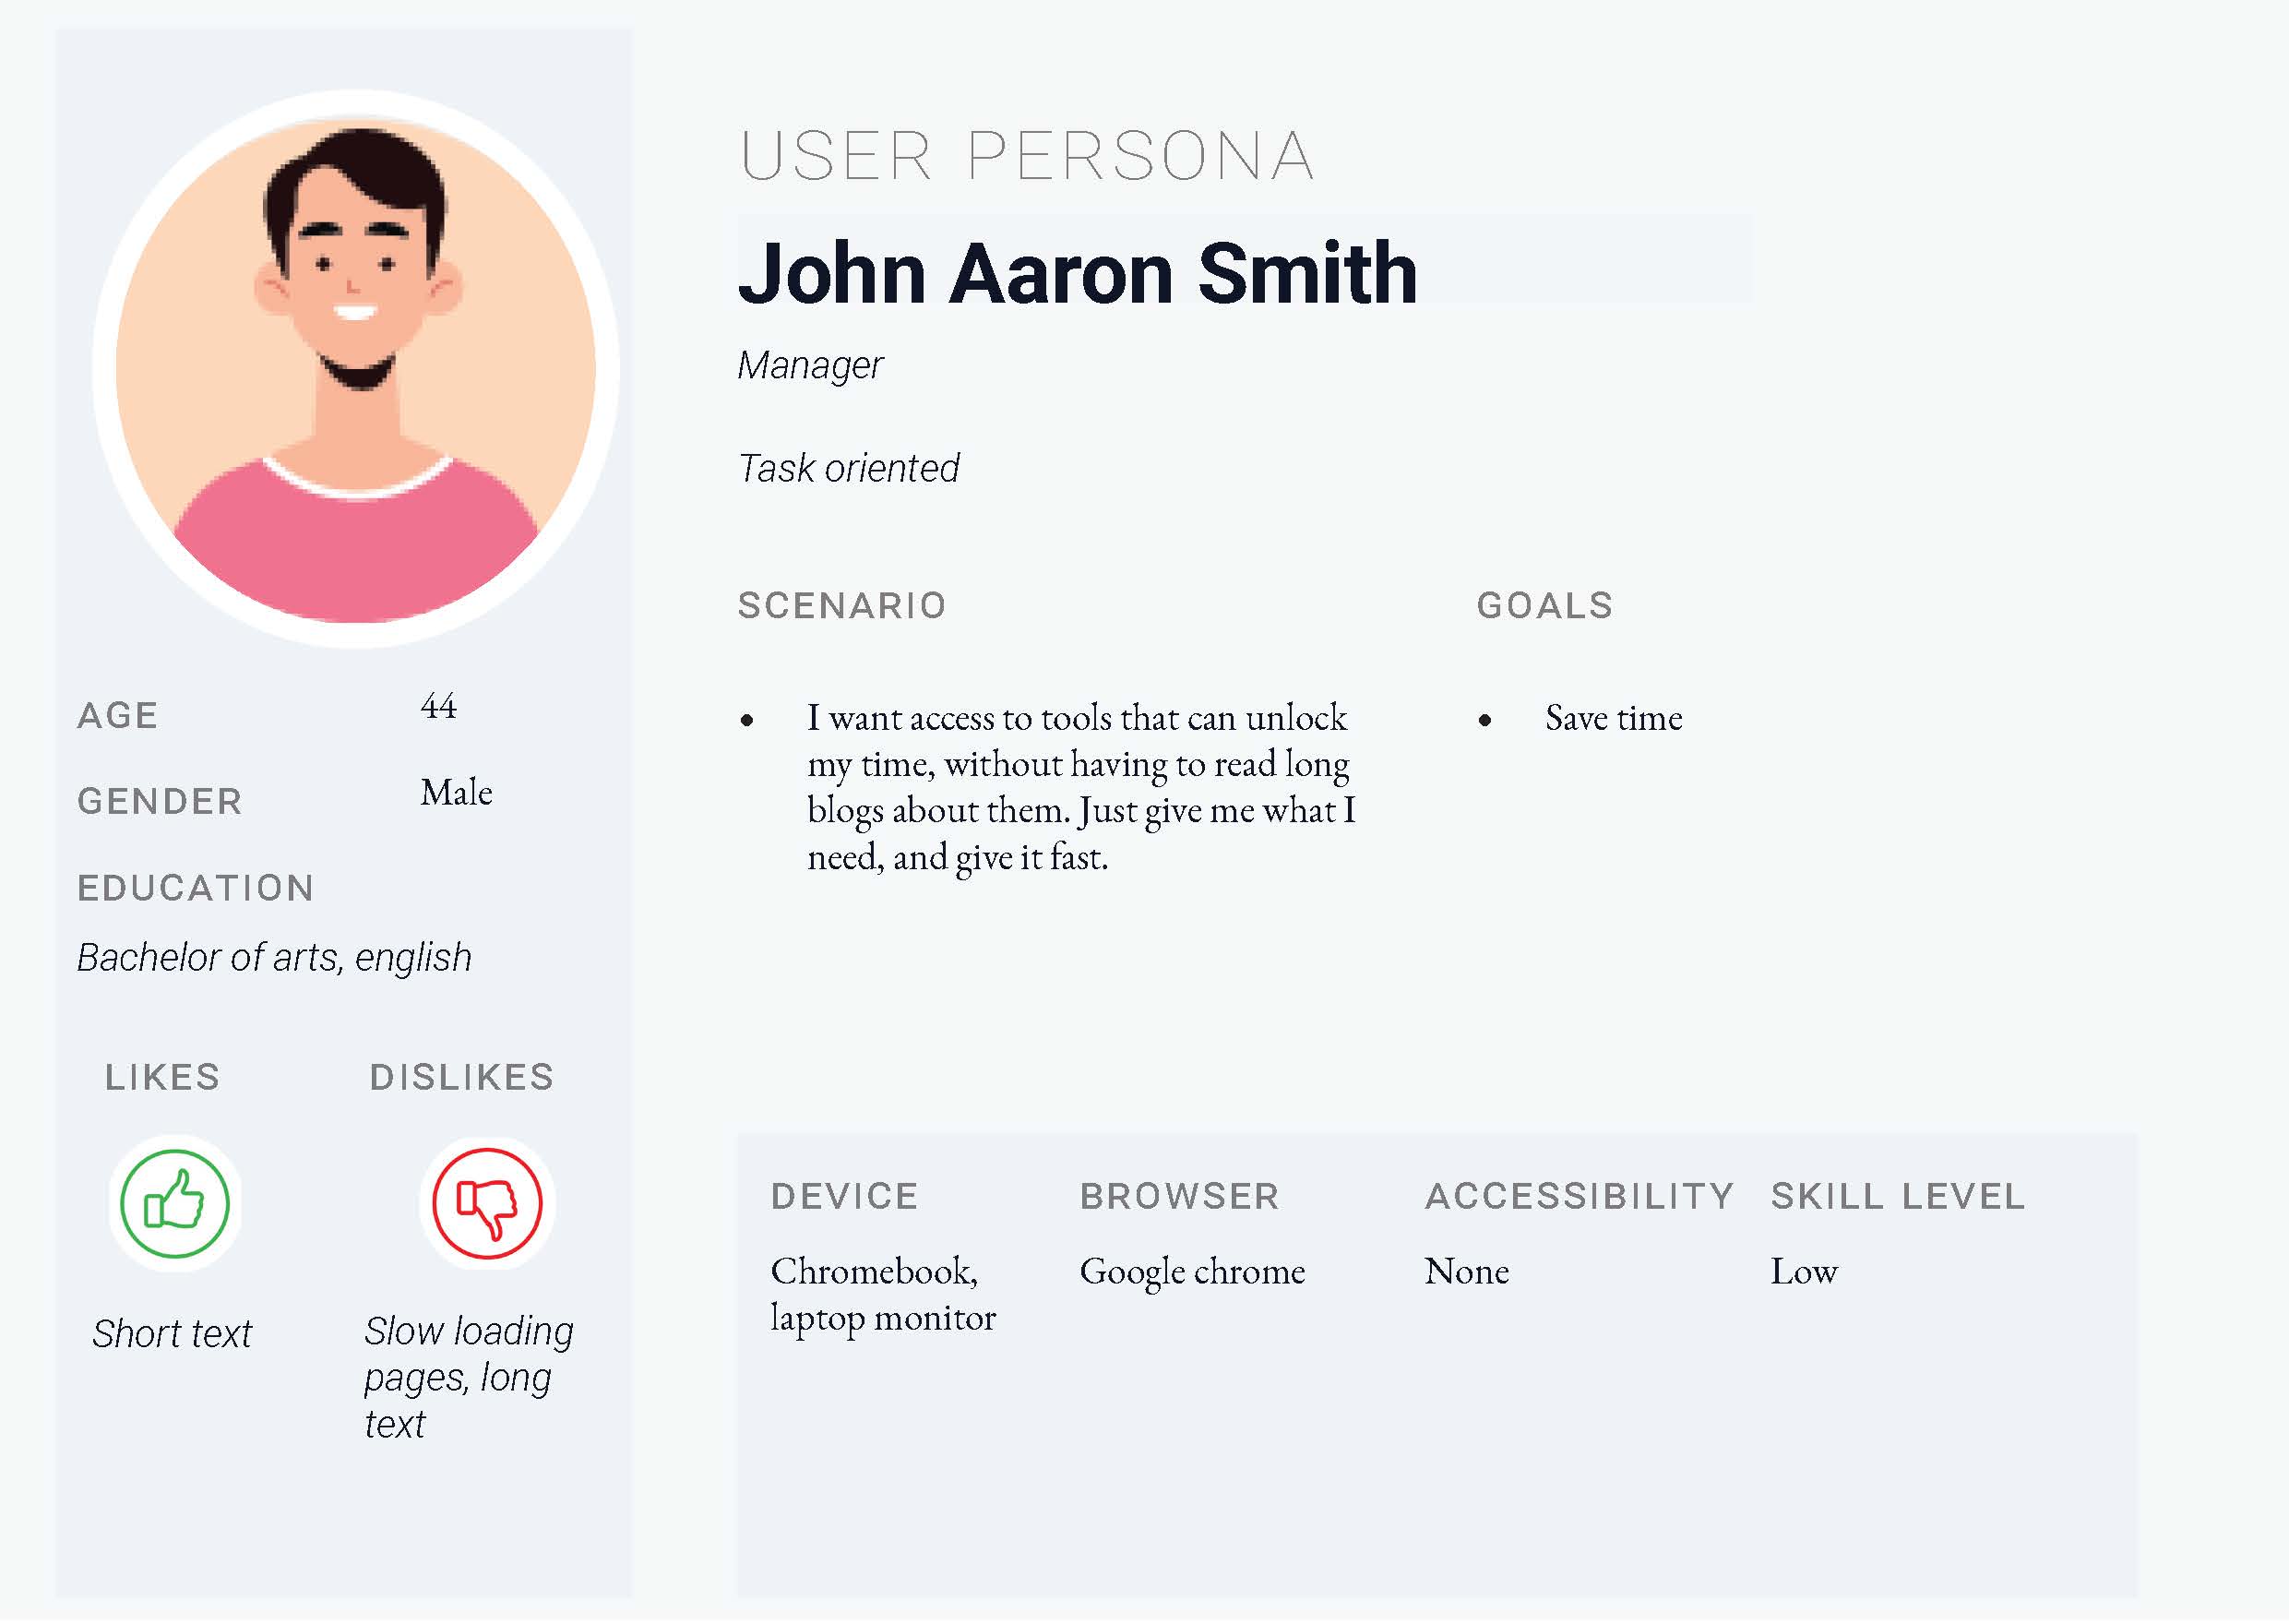 USER PERSONA
John Aaron Smith
Manager
Task oriented
AGE 44
GENDER Male
EDUCATION
Bachelor of arts, english
LIKES
Short text
DISLIKES
Slow loading
pages, long
text
SCENARIO
• I want access to tools that can unlock
my time, without having to read long
blogs about them. Just give me what I
need, and give it fast.
GOALS
• Save time
DEVICE
Chromebook,
laptop monitor
BROWSER
Google chrome
ACCESSIBILITY
None
SKILL LEVEL
Low